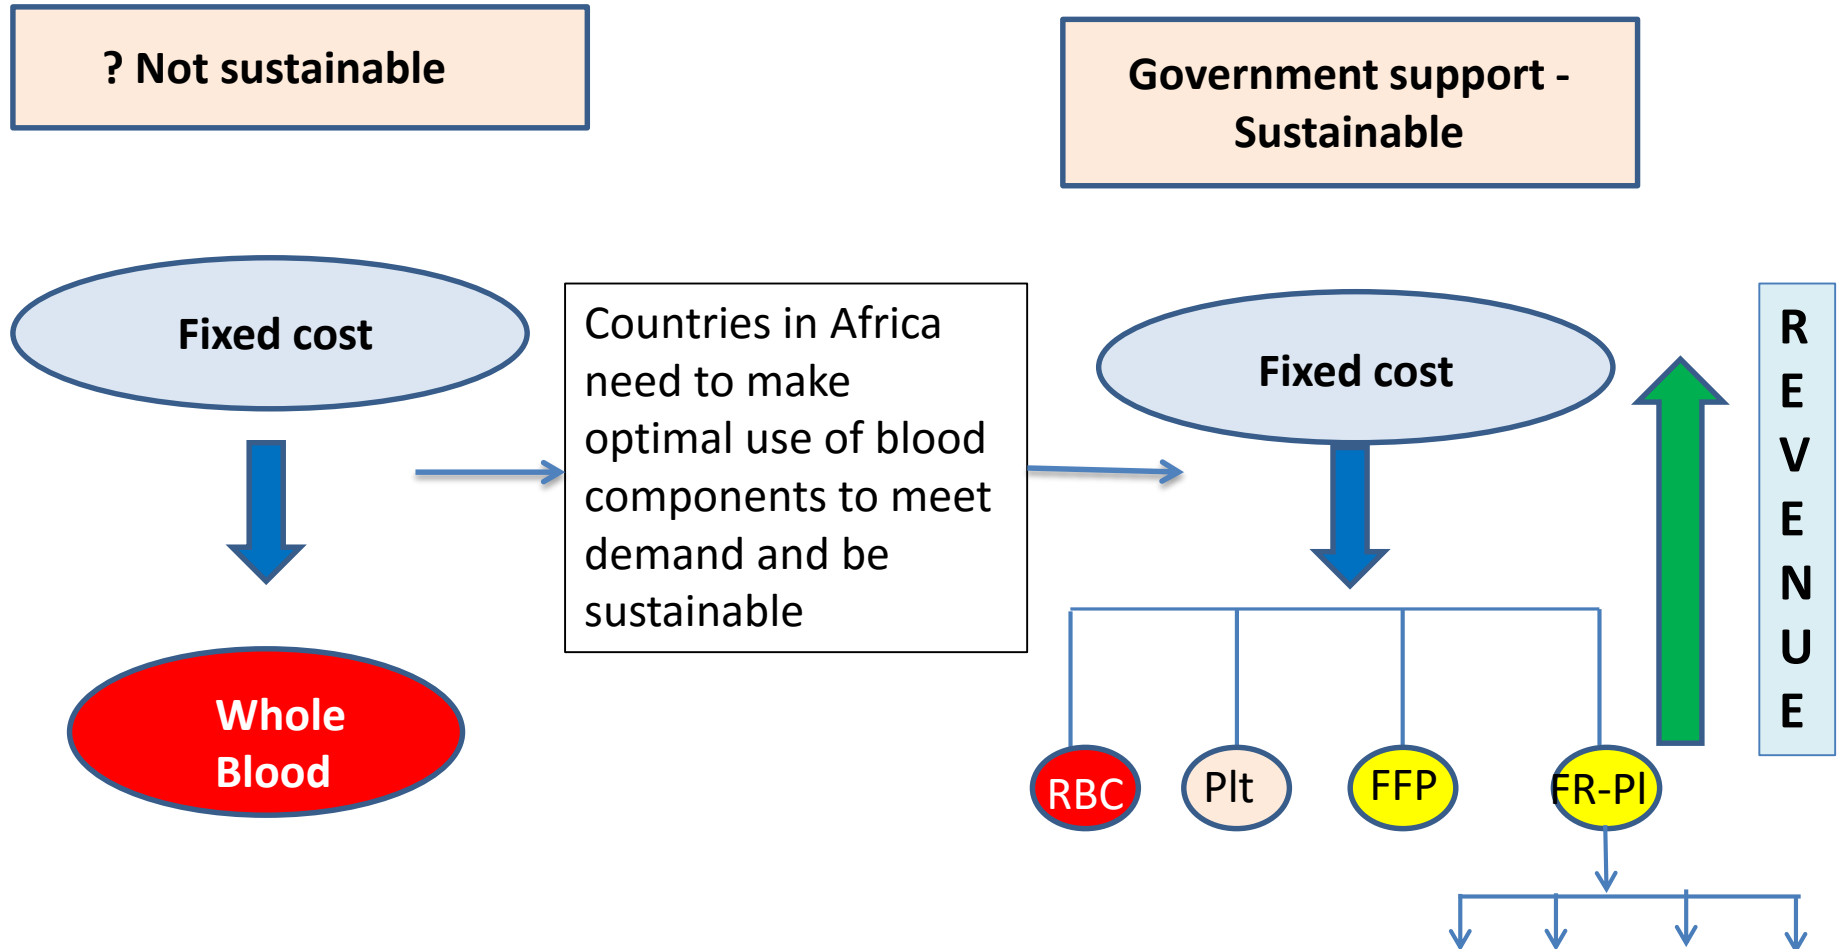 ? Not sustainable
Government support -
Sustainable
Fixed cost
Countries in Africa
need to make
optimal use of blood
components to meet
demand and be
sustainable
Fixed cost
R
E
V
E
N
U
E
Whole
Blood
RBC
Plt
FFP
FR-Pl